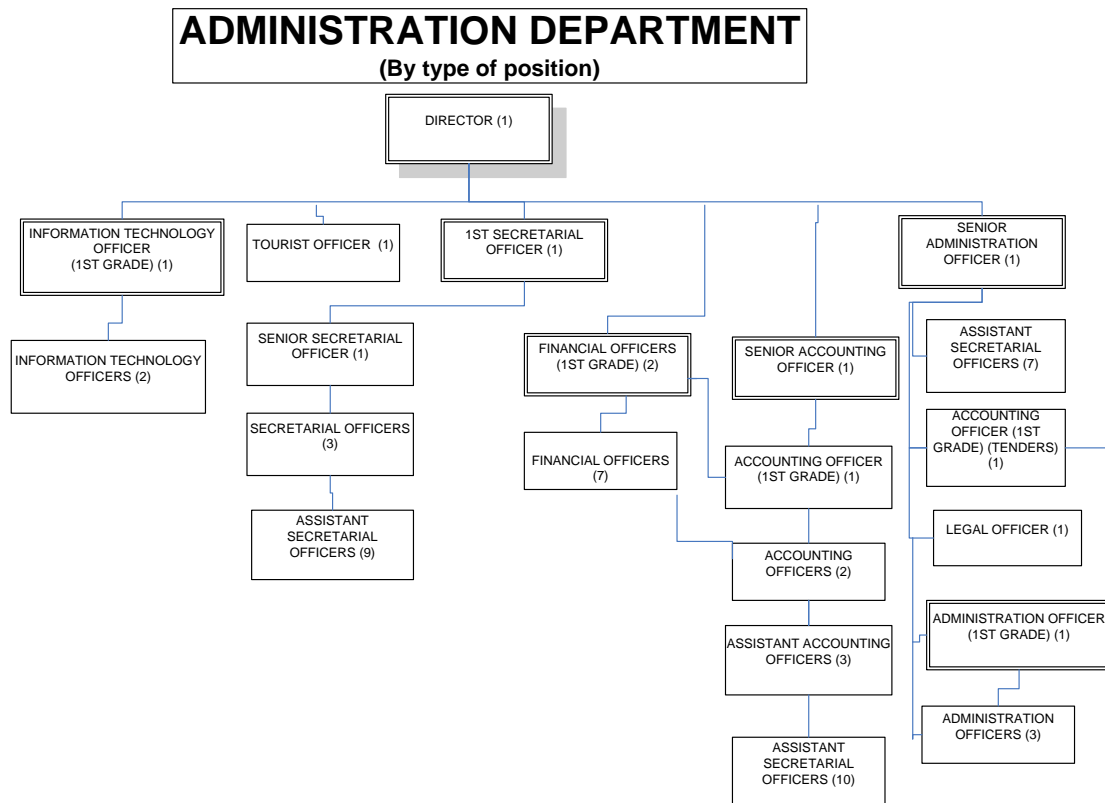 ADMINISTRATION DEPARTMENT
(By type of position)
DIRECTOR (1)
INFORMATION TECHNOLOGY
OFFICER
(1ST GRADE) (1)
TOURIST OFFICER (1)
1ST SECRETARIAL
OFFICER (1)
SENIOR
ADMINISTRATION
OFFICER (1)
INFORMATION TECHNOLOGY
OFFICERS (2)
SENIOR SECRETARIAL
OFFICER (1)
FINANCIAL OFFICERS
(1ST GRADE) (2)
SENIOR ACCOUNTING
OFFICER (1)
ASSISTANT
SECRETARIAL
OFFICERS (7)
SECRETARIAL OFFICERS
(3)
FINANCIAL OFFICERS
(7)
ACCOUNTING OFFICER
(1ST GRADE) (1)
ACCOUNTING
OFFICER (1ST
GRADE) (TENDERS)
(1)
ASSISTANT
SECRETARIAL
OFFICERS (9)
ACCOUNTING
OFFICERS (2)
LEGAL OFFICER (1)
ASSISTANT ACCOUNTING
OFFICERS (3)
ADMINISTRATION OFFICER
(1ST GRADE) (1)
ASSISTANT
SECRETARIAL
OFFICERS (10)
ADMINISTRATION
OFFICERS (3)